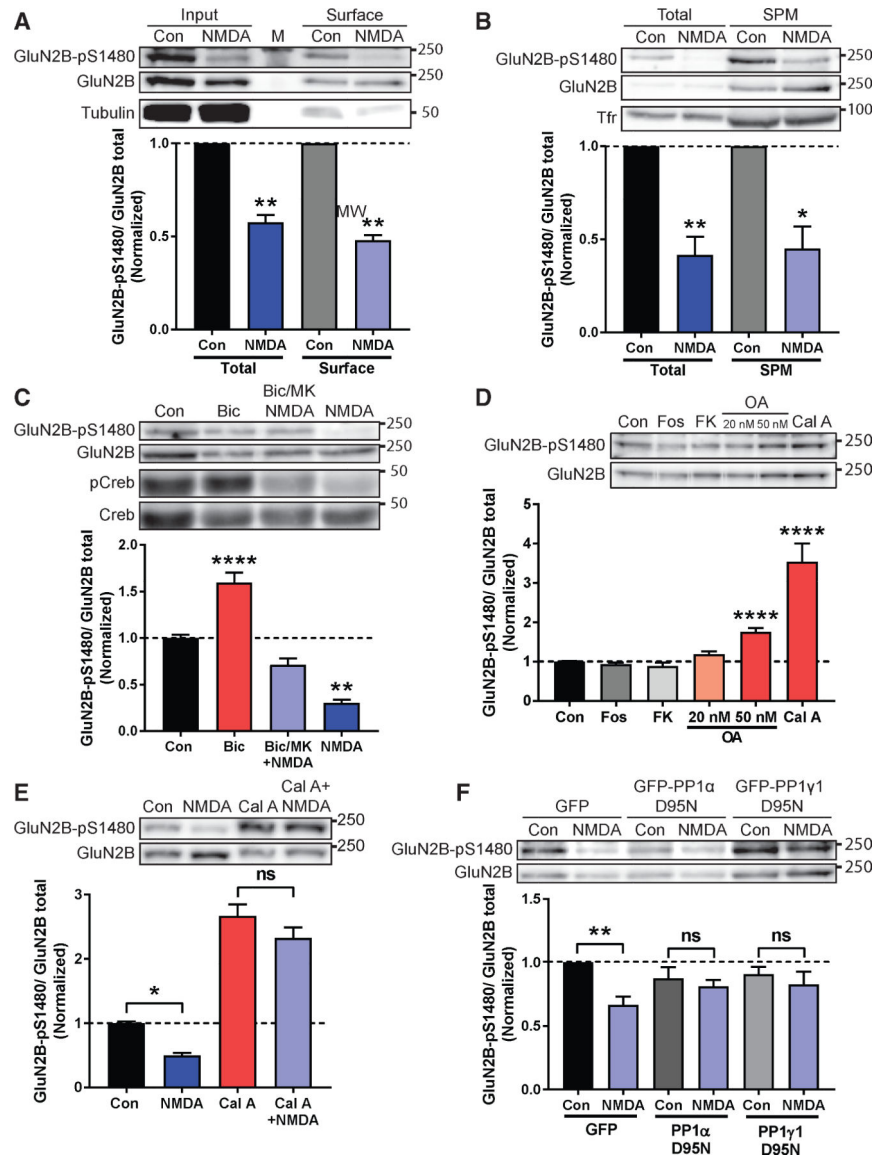 A
Input Surface
Con NMDA M Con NMDA
GluN2B-pS1480 250
GluN2B 250
Tubulin 50
GluN2B-pS1480/ GluN2B total
(Normalized)
1.0
0.5
0.0
**
MW
**
Con NMDA Con NMDA
Total Surface
B
Total SPM
Con NMDA Con NMDA
GluN2B-pS1480 250
GluN2B 250
Tfr 100
GluN2B-pS1480/ GluN2B total
(Normalized)
1.0
0.5
0.0
**
*
Con NMDA Con NMDA
Total SPM
C
Bic/MK
Con Bic NMDA NMDA
GluN2B-pS1480 250
GluN2B 250
pCreb 50
Creb 50
GluN2B-pS1480/ GluN2B total
(Normalized)
2.0
1.5
1.0
0.5
0.0
****
**
Con Bic Bic/MK NMDA
+NMDA
D
OA
Con Fos FK 20 nM 50 nM Cal A
GluN2B-pS1480 250
GluN2B 250
GluN2B-pS1480/ GluN2B total
(Normalized)
5
4
3
2
1
0
****
****
Con Fos FK 20 nM 50 nM Cal A
OA
E
Cal A+
Con NMDA Cal A NMDA
GluN2B-pS1480 250
GluN2B 250
GluN2B-pS1480/ GluN2B total
(Normalized)
3
2
1
0
*
ns
Con NMDA Cal A Cal A
+NMDA
F
GFP-PP1α GFP-PP1γ1
GFP D95N D95N
Con NMDA Con NMDA Con NMDA
GluN2B-pS1480 250
GluN2B 250
GluN2B-pS1480/ GluN2B total
(Normalized)
1.5
1.0
0.5
0.0
**
ns
ns
Con NMDA Con NMDA Con NMDA
GFP PP1α PP1γ1
D95N D95N